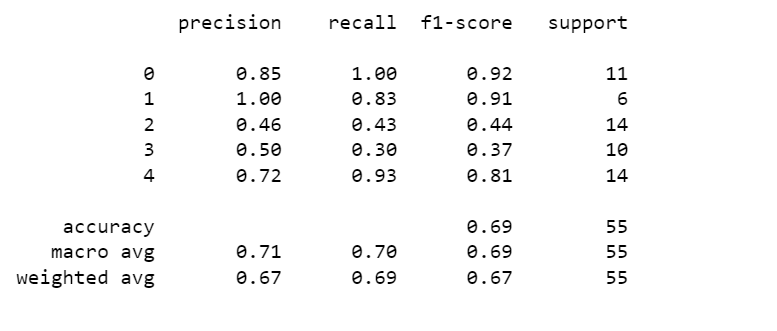 precision recall f1-score support
0 0.85 1.00 0.92 11
1 1.00 0.83 0.91 6
2 0.46 0.43 0.44 14
3 0.50 0.30 0.37 10
4 0.72 0.93 0.81 14
accuracy 0.69 55
macro avg 0.71 0.70 0.69 55
weighted avg 0.67 0.69 0.67 55